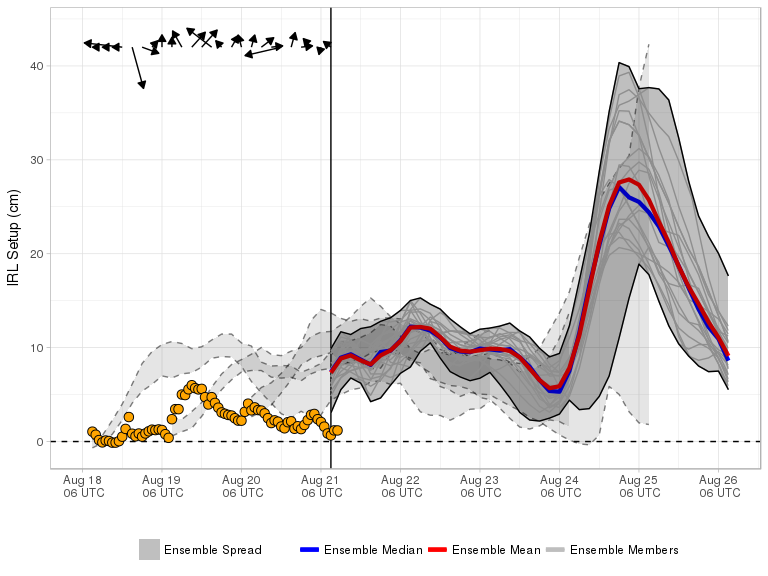 40
30
20
10
0
IRL Setup (cm)
Aug 18 Aug 19 Aug 20 Aug 21 Aug 22 Aug 23 Aug 24 Aug 25 Aug 26
06 UTC 06 UTC 06 UTC 06 UTC 06 UTC 06 UTC 06 UTC 06 UTC 06 UTC
Ensemble Spread Ensemble Median Ensemble Mean Ensemble Members